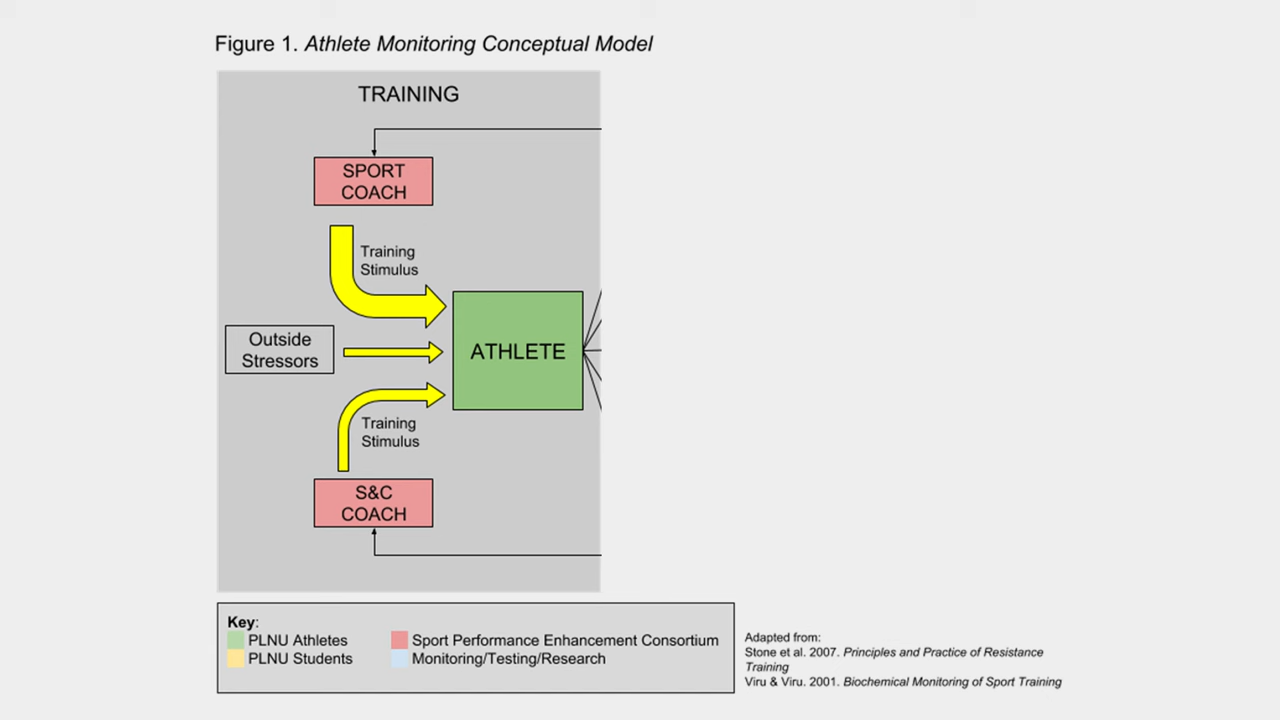 Figure 1. Athlete Monitoring Conceptual Model
TRAINING
SPORT
COACH
Training
Stimulus
Outside
Stressors
ATHLETE
Training
Stimulus
S&C
COACH
Key:
PLNU Athletes
Sport Performance Enhancement Consortium
PLNU Students
Monitoring/Testing/Research
Adapted from:
Stone et al. 2007. Principles and Practice of Resistance
Training
Viru & Viru. 2001. Biochemical Monitoring of Sport Training